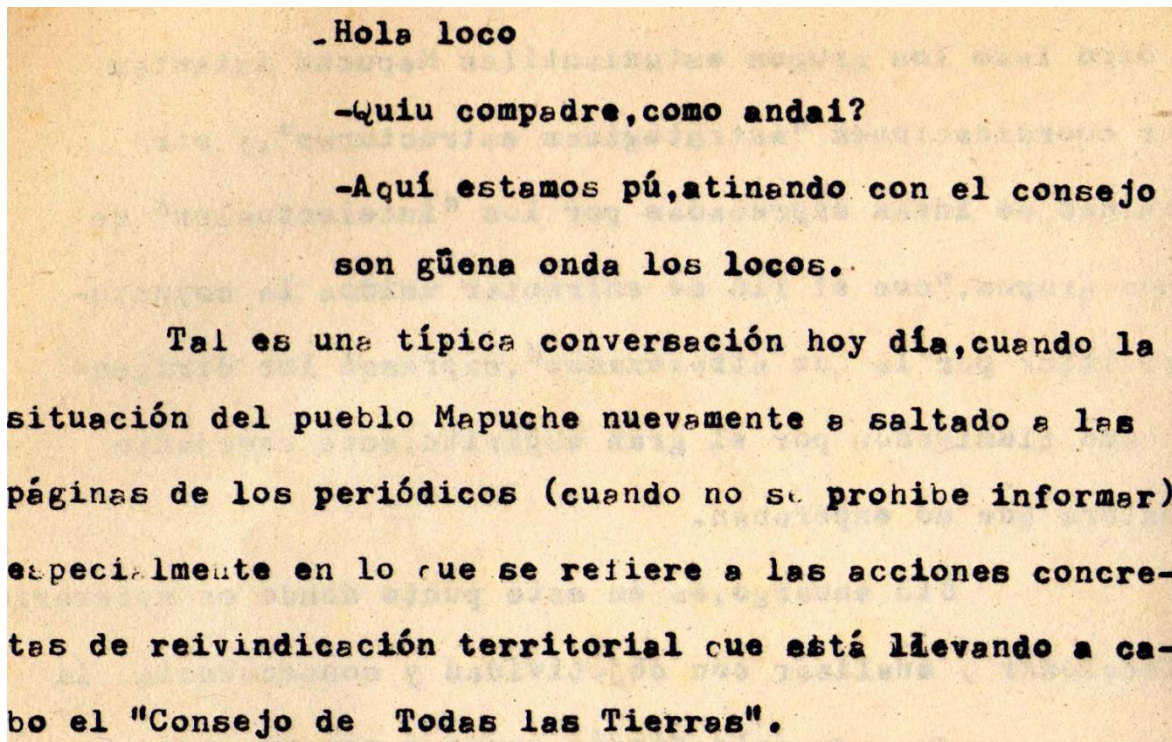 -Hola loco
-Quiu compadre,como andai?
-Aquí estamos pú,atinando con el consejo
son güena onda los locos.
Tal es una típica conversación hoy día,cuando la
situación del pueblo Mapuche nuevamente a saltado a las
páginas de los periódicos (cuando no se prohibe informar)
especialmente en lo que se refiere a las acciones concre-
tas de reivindicación territorial que está llevando a ca-
bo el "Consejo de Todas las Tierras".